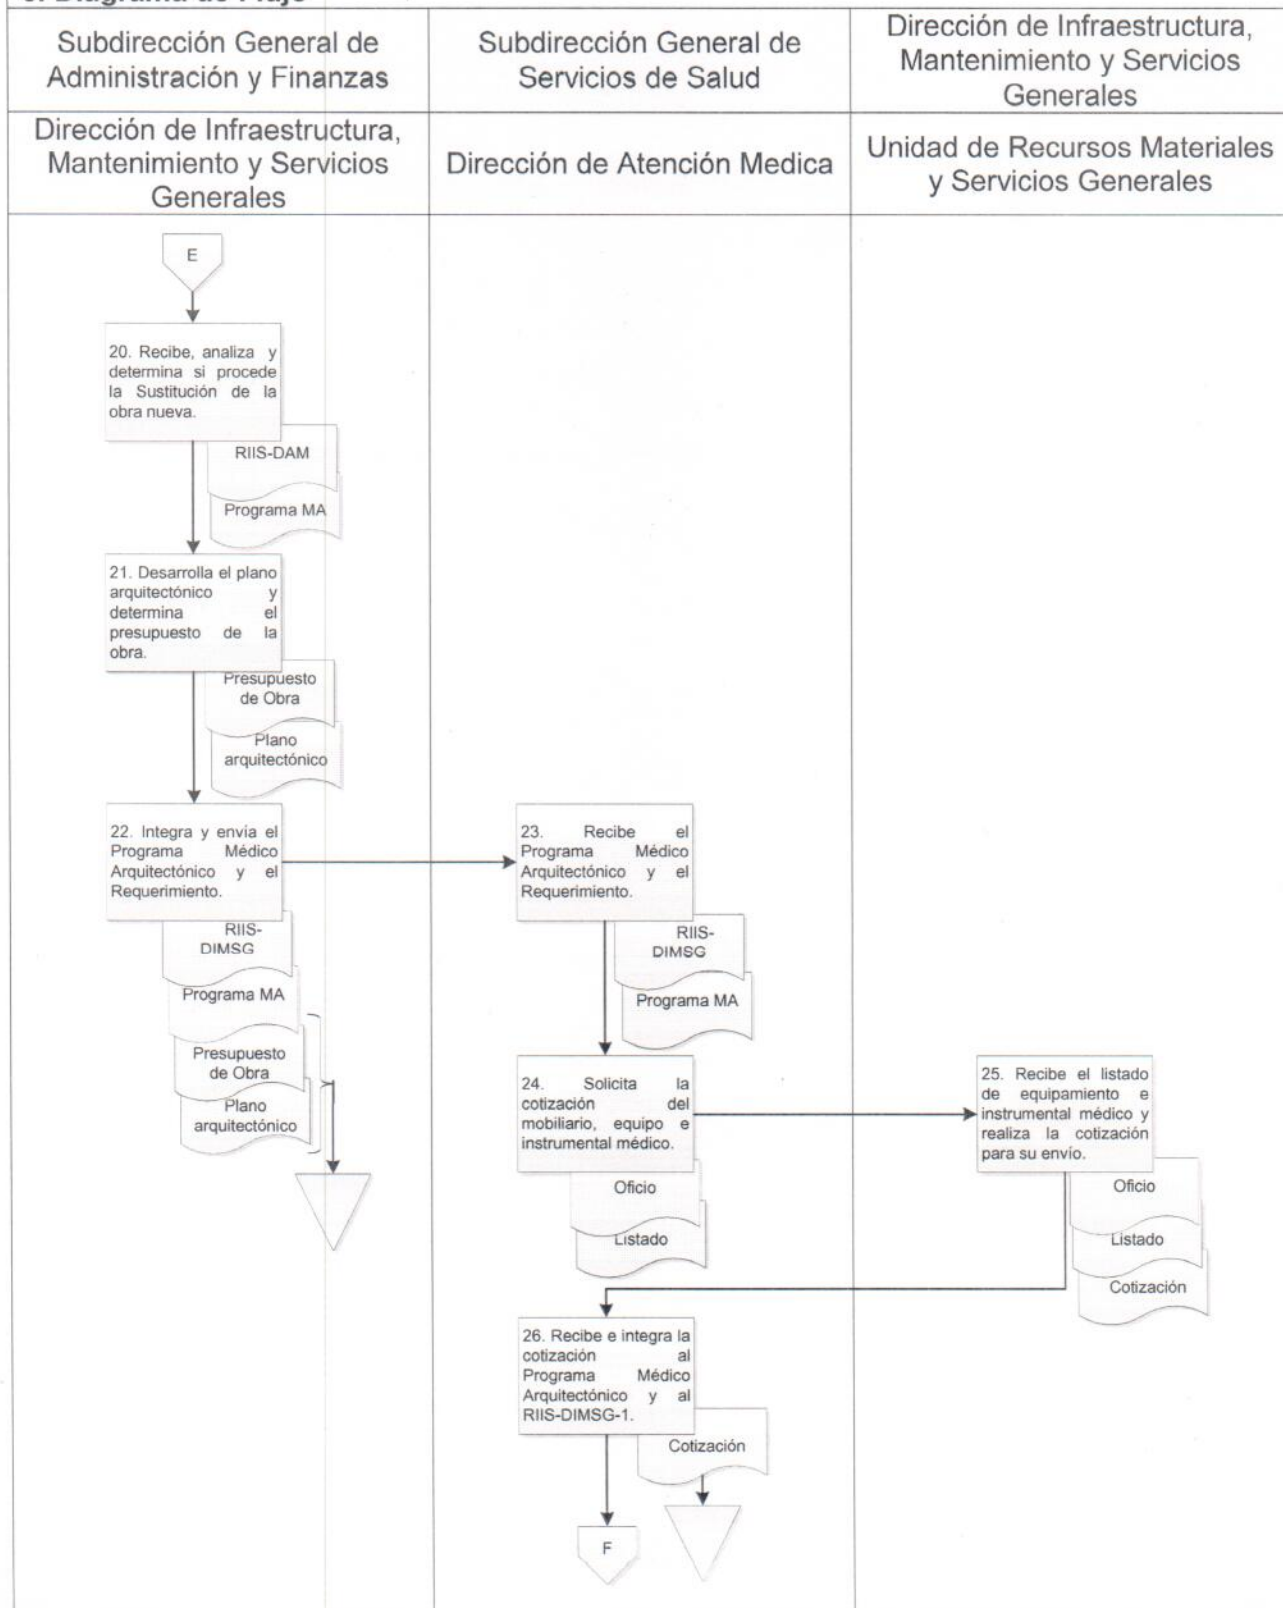 Subdirección General de
Administración y Finanzas
Subdirección General de
Servicios de Salud
Dirección de Infraestructura,
Mantenimiento y Servicios
Generales
Dirección de Infraestructura,
Mantenimiento y Servicios
Generales
Dirección de Atención Medica
Unidad de Recursos Materiales
y Servicios Generales
E
20. Recibe, analiza y
determina si procede
la Sustitución de la
obra nueva.
RIIS-DAM
Programa MA
21. Desarrolla el plano
arquitectónico y
determina el
presupuesto de la
obra.
Presupuesto
de Obra
Plano
arquitectónico
22. Integra y envia el
Programa Médico
Arquitectónico y el
Requerimiento.
RIIS-
DIMSG
Programa MA
Presupuesto
de Obra
Plano
arquitectónico
23. Recibe el
Programa Médico
Arquitectónico y el
Requerimiento.
RIIS-
DIMSG
Programa MA
24. Solicita la
cotización del
mobiliario, equipo e
instrumental médico.
Oficio
Listado
25. Recibe el listado
de equipamiento e
instrumental médico y
realiza la cotización
para su envío.
Oficio
Listado
Cotización
26. Recibe e integra la
cotización al
Programa Médico
Arquitectónico y al
RIIS-DIMSG-1.
Cotización
F